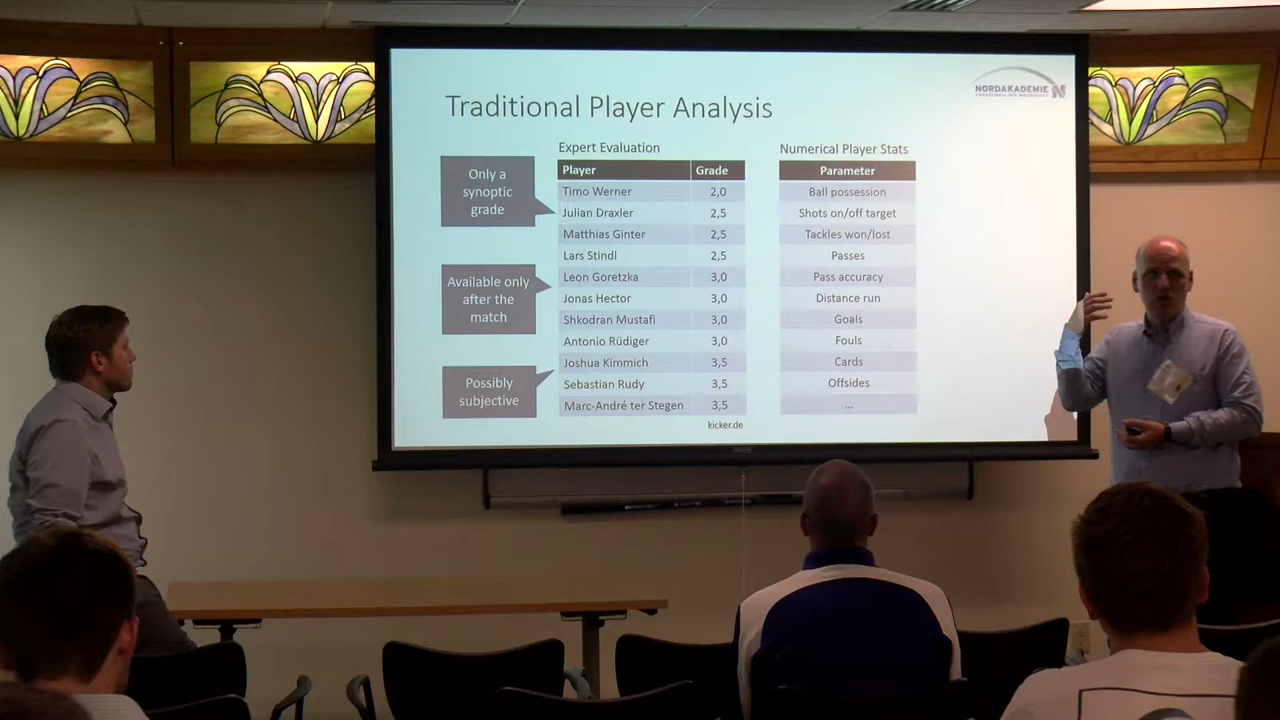 NORDAKADEMIE
Traditional Player Analysis
Expert Evaluation
Numerical Player Stats
Only a
synoptic
grade
Available only
after the
match
Possibly
subjective
Player Grade
Timo Werner 2,0
Julian Draxler 2,5
Matthias Ginter 2,5
Lars Stindl 2,5
Leon Goretzka 3,0
Jonas Hector 3,0
Shkodran Mustafi 3,0
Antonio Rüdiger 3,0
Joshua Kimmich 3,5
Sebastian Rudy 3,5
Marc-André ter Stegen 3,5
kicker.de
Parameter
Ball possession
Shots on/off target
Tackles won/lost
Passes
Pass accuracy
Distance run
Goals
Fouls
Cards
Offsides
...